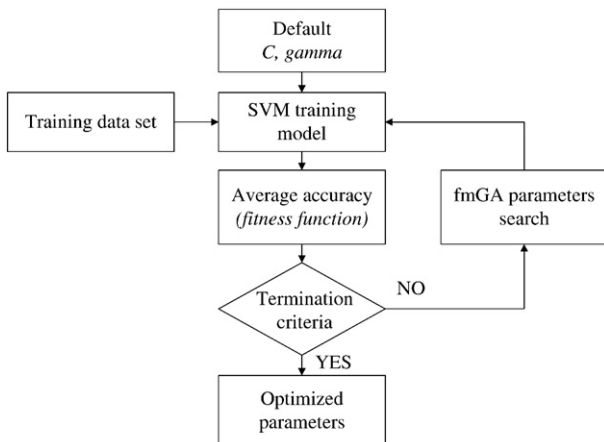 Default
C, gamma
Training data set
SVM training
model
Average accuracy
(fitness function)
fmGA parameters
search
Termination
criteria
NO
YES
Optimized
parameters